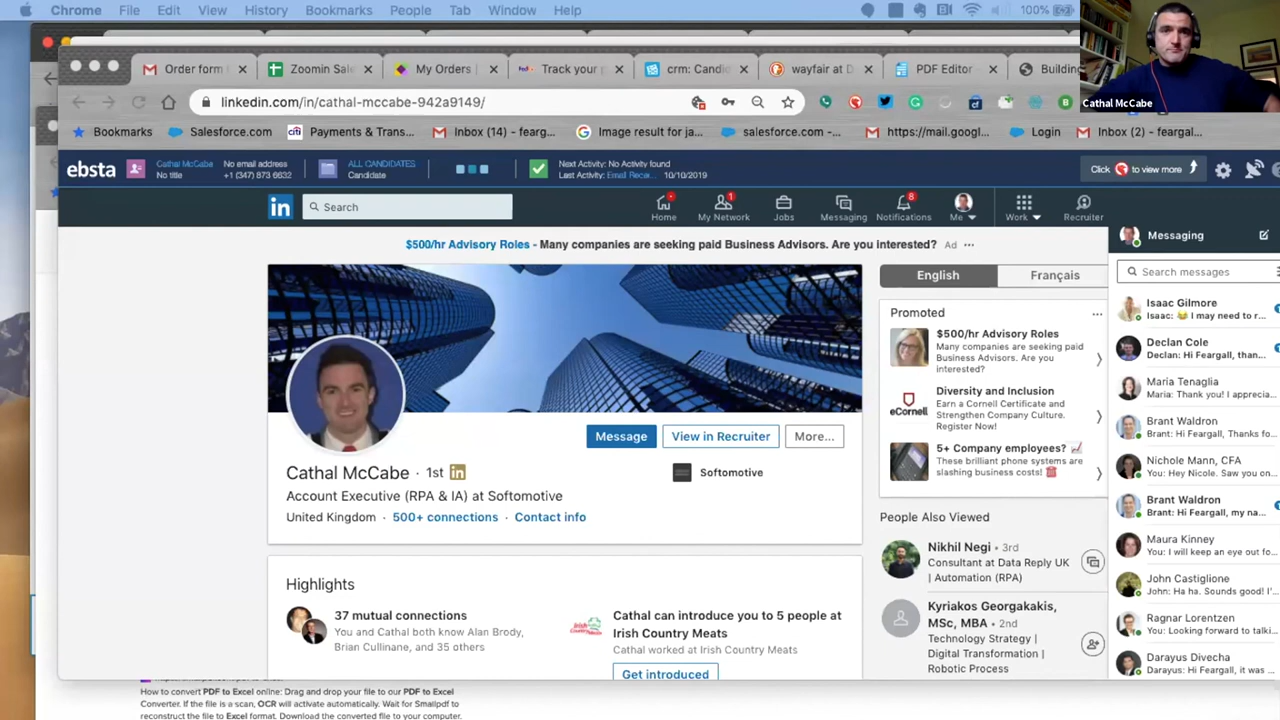 Chrome File Edit View History Bookmarks People Tab Window Help
100%
Order form
Zoomin Sal
My Orders
Track your p
crm: Candic
wayfair at D
PDF Editor -
Building
Cathal McCabe
linkedin.com/in/cathal-mccabe-942a9149/
Bookmarks
Salesforce.com
Payments & Trans...
Inbox (14) - fearg...
Image result for ja...
salesforce.com -...
https://mail.googl...
Login
Inbox (2) - feargal...
ebsta
Cathal McCabe
No title
No email address
+1 (347) 873 6632
ALL CANDIDATES
Candidate
Next Activity: No Activity found
Last Activity: Email Rece... 10/10/2019
Click to view more
in
Search
Home
My Network
1
Jobs
Messaging
Notifications
8
Me
Work
Recruiter
$500/hr Advisory Roles - Many companies are seeking paid Business Advisors. Are you interested? Ad ...
English
Français
Message
View in Recruiter
More...
Cathal McCabe · 1st in
Softomotive
Account Executive (RPA & IA) at Softomotive
United Kingdom · 500+ connections · Contact info
Highlights
37 mutual connections
You and Cathal both know Alan Brody,
Brian Cullinane, and 35 others
Cathal can introduce you to 5 people at
Irish Country Meats
Cathal worked at Irish Country Meats
Get introduced
Promoted
$500/hr Advisory Roles
Many companies are seeking paid
Business Advisors. Are you
interested?
Diversity and Inclusion
eCornell
Earn a Cornell Certificate and
Strengthen Company Culture.
Register Now!
5+ Company employees?
These brilliant phone systems are
slashing business costs!
People Also Viewed
Nikhil Negi • 3rd
Consultant at Data Reply UK
| Automation (RPA)
Kyriakos Georgakakis,
MSc, MBA • 2nd
Technology Strategy |
Digital Transformation |
Robotic Process
Messaging
Search messages
Isaac Gilmore
Isaac: 😂 I may need to r...
Declan Cole
Declan: Hi Feargall, than...
Maria Tenaglia
Maria: Thank you! I apprecia...
Brant Waldron
Brant: Hi Feargall, Thanks fo...
Nichole Mann, CFA
You: Hey Nicole. Saw you on...
Brant Waldron
Brant: Hi Feargall, my na...
Maura Kinney
You: I will keep an eye out fo...
John Castiglione
John: Ha ha. Sounds good! I'...
Ragnar Lorentzen
You: Looking forward to talki...
Darayus Divecha
Darayus: Hi Feargall, it was ...
How to convert PDF to Excel online: Drag and drop your file to our PDF to Excel
Converter. If the file is a scan, OCR will activate automatically. Wait for Smallpdf to
reconstruct the file to Excel format. Download the converted file to your computer.